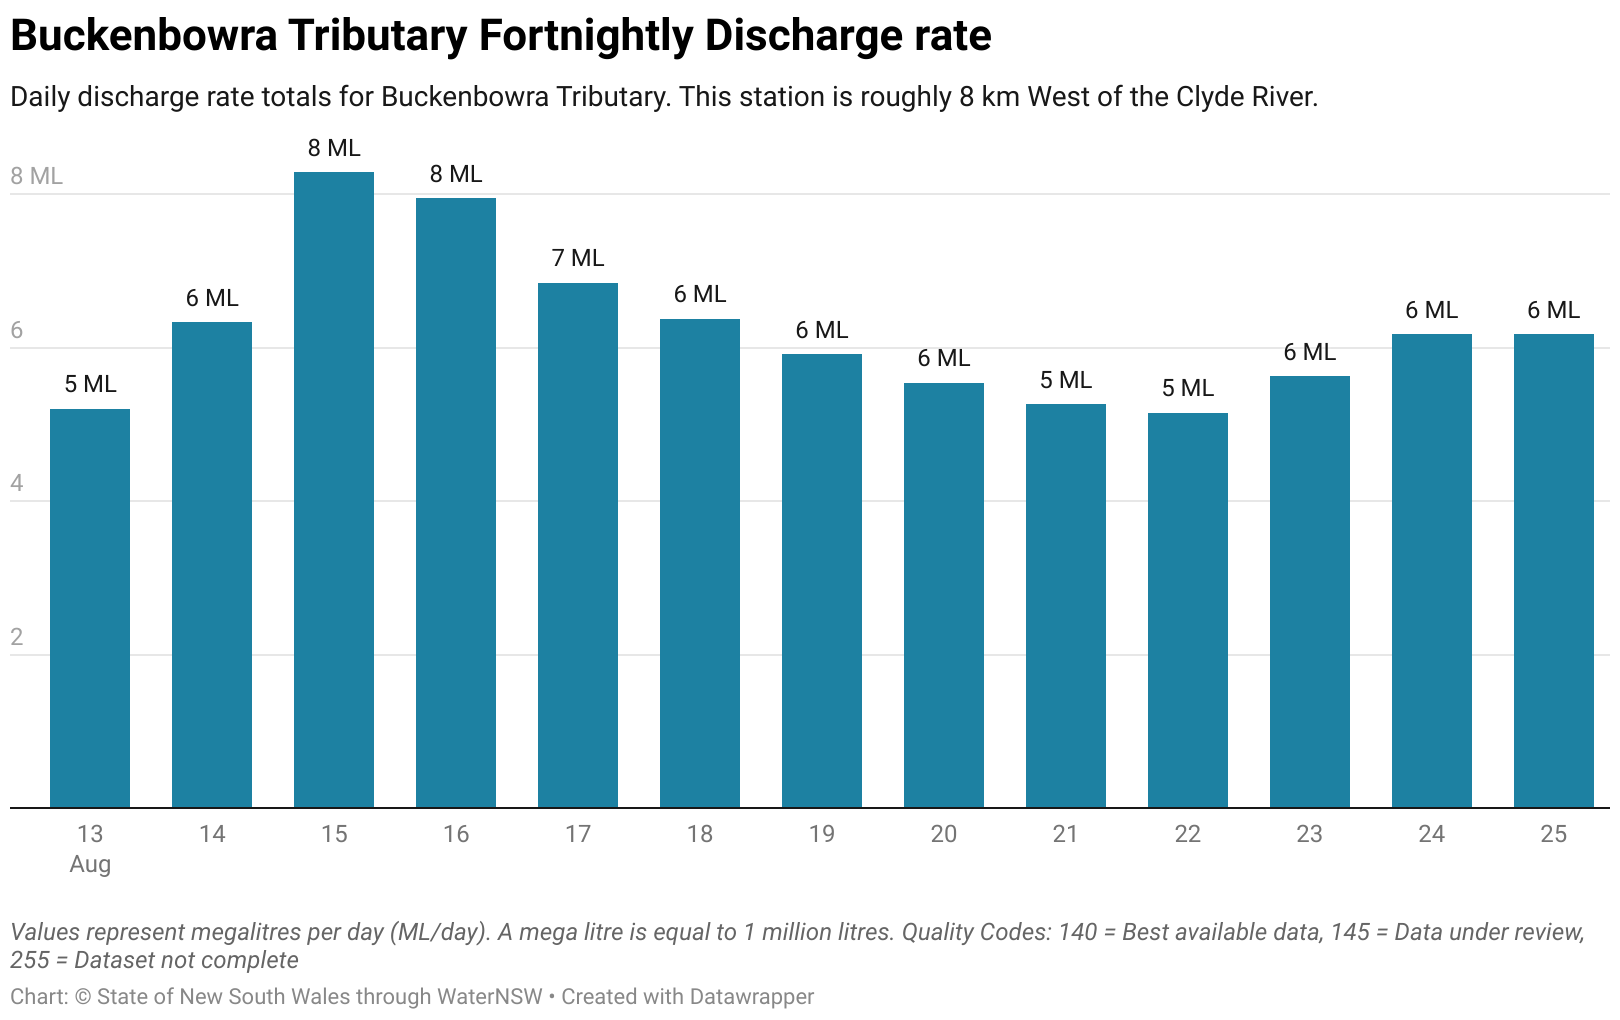 Buckenbowra Tributary Fortnightly Discharge rate
Daily discharge rate totals for Buckenbowra Tributary. This station is roughly 8 km West of the Clyde River.
8 ML
6
4
2
5 ML
6 ML
8 ML
8 ML
7 ML
6 ML
6 ML
6 ML
5 ML
5 ML
6 ML
6 ML
6 ML
13 14 15 16 17 18 19 20 21 22 23 24 25
Aug
Values represent megalitres per day (ML/day). A mega litre is equal to 1 million litres. Quality Codes: 140 = Best available data, 145 = Data under review,
255 = Dataset not complete
Chart: © State of New South Wales through WaterNSW • Created with Datawrapper